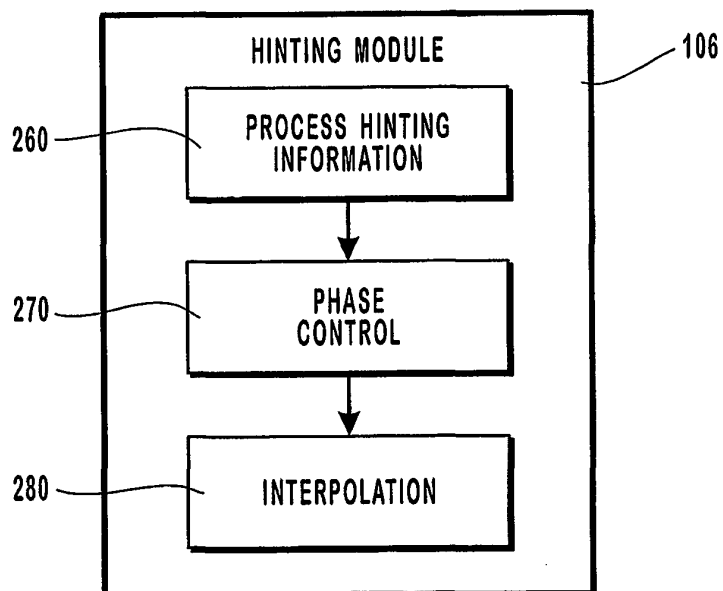 HINTING MODULE
106
260
PROCESS HINTING
INFORMATION
270
PHASE
CONTROL
280
INTERPOLATION